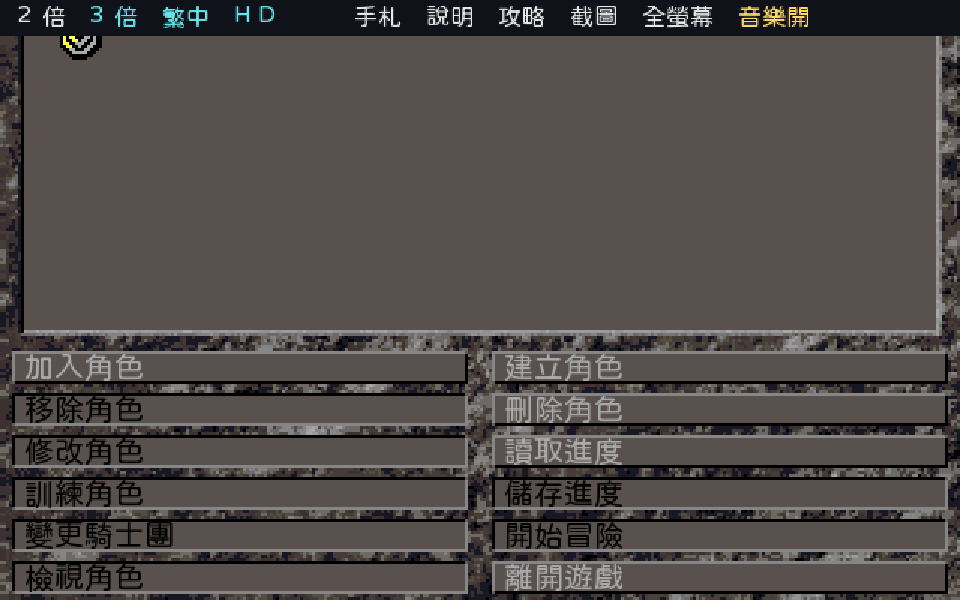 2倍 3倍 繁中 HD 手札 說明 攻略 截圖 全螢幕 音樂開
加入角色 建立角色
移除角色 刪除角色
修改角色 讀取進度
訓練角色 儲存進度
變更騎士團 開始冒險
檢視角色 離開遊戲